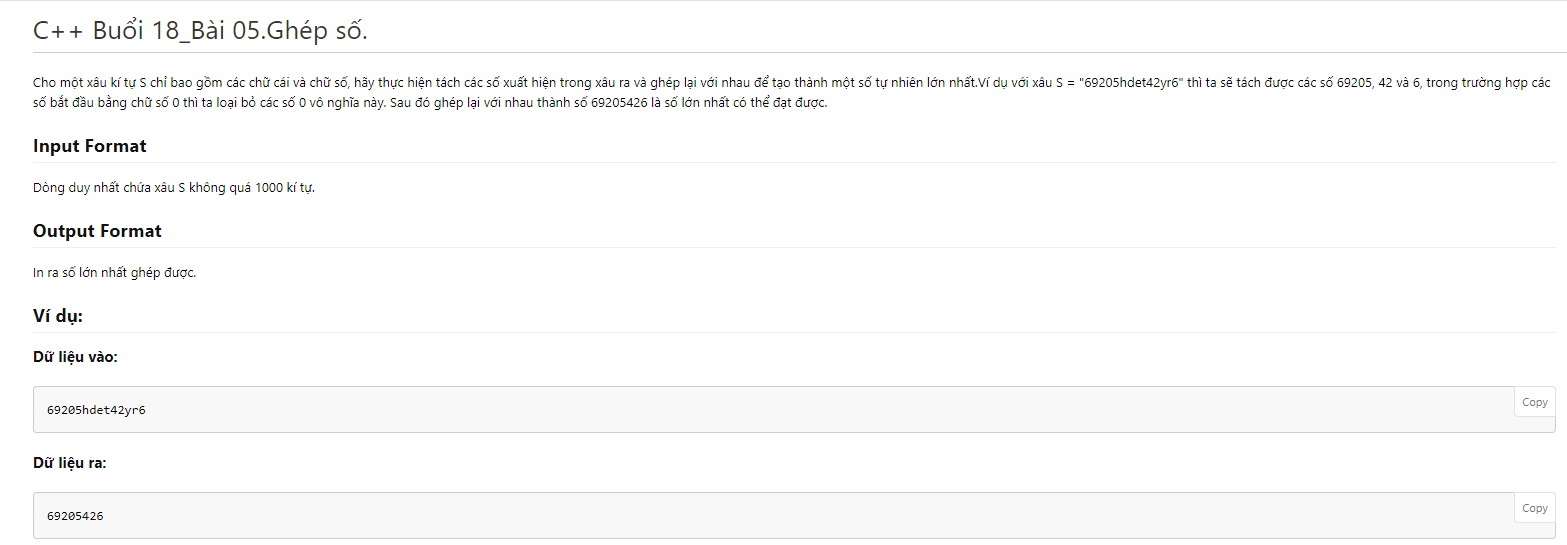 C++ Buổi 18_Bài 05.Ghép số.
Cho một xâu kí tự S chỉ bao gồm các chữ cái và chữ số, hãy thực hiện tách các số xuất hiện trong xâu ra và ghép lại với nhau để tạo thành một số tự nhiên lớn nhất.Ví dụ với xâu S = "69205hdet42yr6" thì ta sẽ tách được các số 69205, 42 và 6, trong trường hợp các
số bắt đầu bằng chữ số 0 thì ta loại bỏ các số 0 vô nghĩa này. Sau đó ghép lại với nhau thành số 69205426 là số lớn nhất có thể đạt được.
Input Format
Dòng duy nhất chứa xâu S không quá 1000 kí tự.
Output Format
In ra số lớn nhất ghép được.
Ví dụ:
Dữ liệu vào:
Copy
69205hdet42yr6
Dữ liệu ra:
Copy
69205426